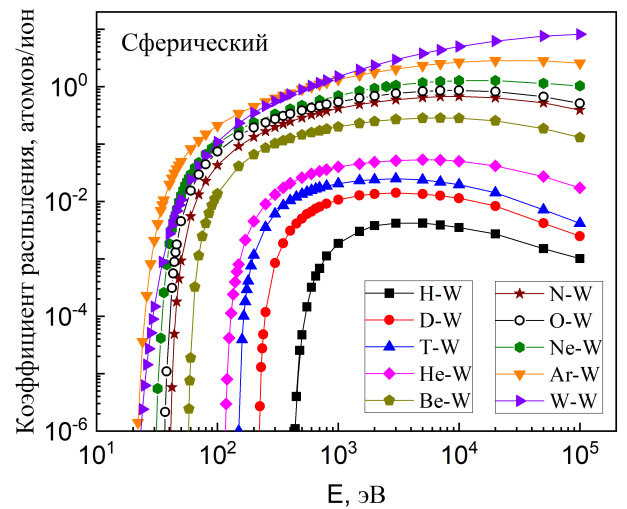 Сферический
Коэффициент распыления, атомов/ион
10^0
10^-2
10^-4
10^-6
H-W
D-W
T-W
He-W
Be-W
N-W
O-W
Ne-W
Ar-W
W-W
10^1 10^2 10^3 10^4 10^5
E, эВ